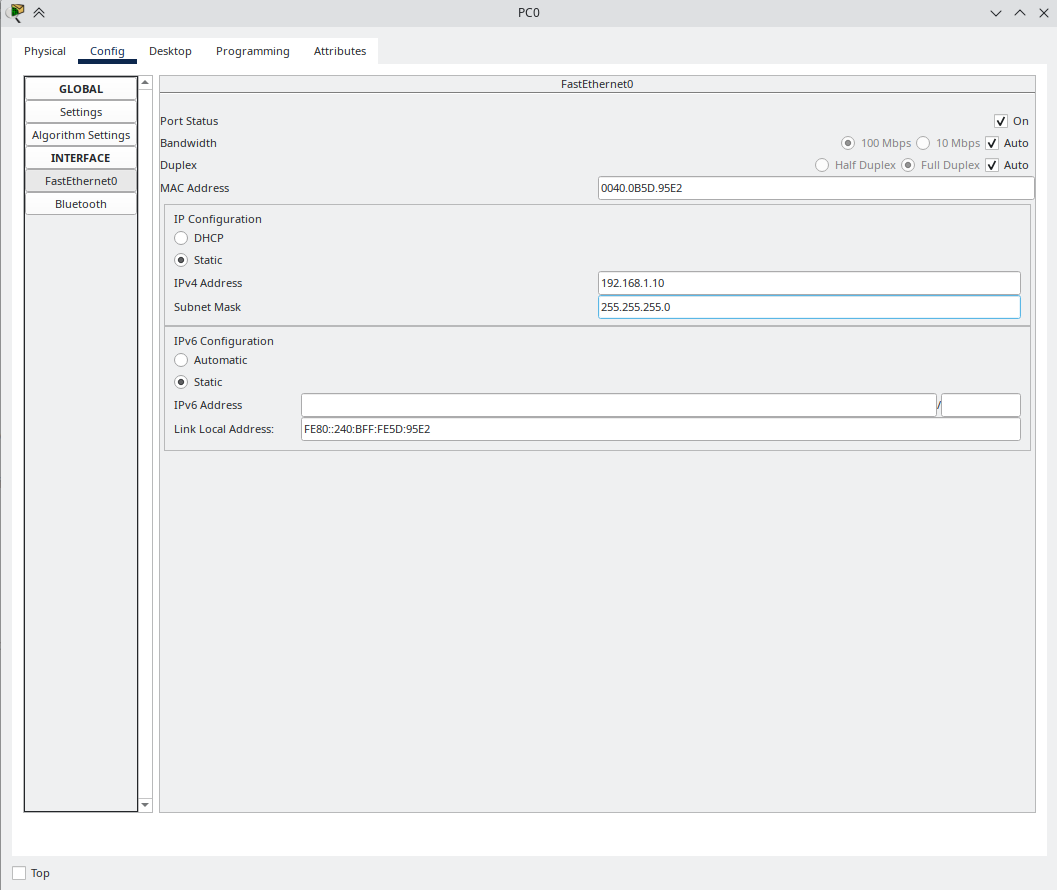 PC0
Physical Config Desktop Programming Attributes
GLOBAL
Settings
Algorithm Settings
INTERFACE
FastEthernet0
Bluetooth
FastEthernet0
Port Status On
Bandwidth 100 Mbps 10 Mbps Auto
Duplex Half Duplex Full Duplex Auto
MAC Address 0040.0B5D.95E2
IP Configuration
DHCP
Static
IPv4 Address 192.168.1.10
Subnet Mask 255.255.255.0
IPv6 Configuration
Automatic
Static
IPv6 Address /
Link Local Address: FE80::240:BFF:FE5D:95E2
Top